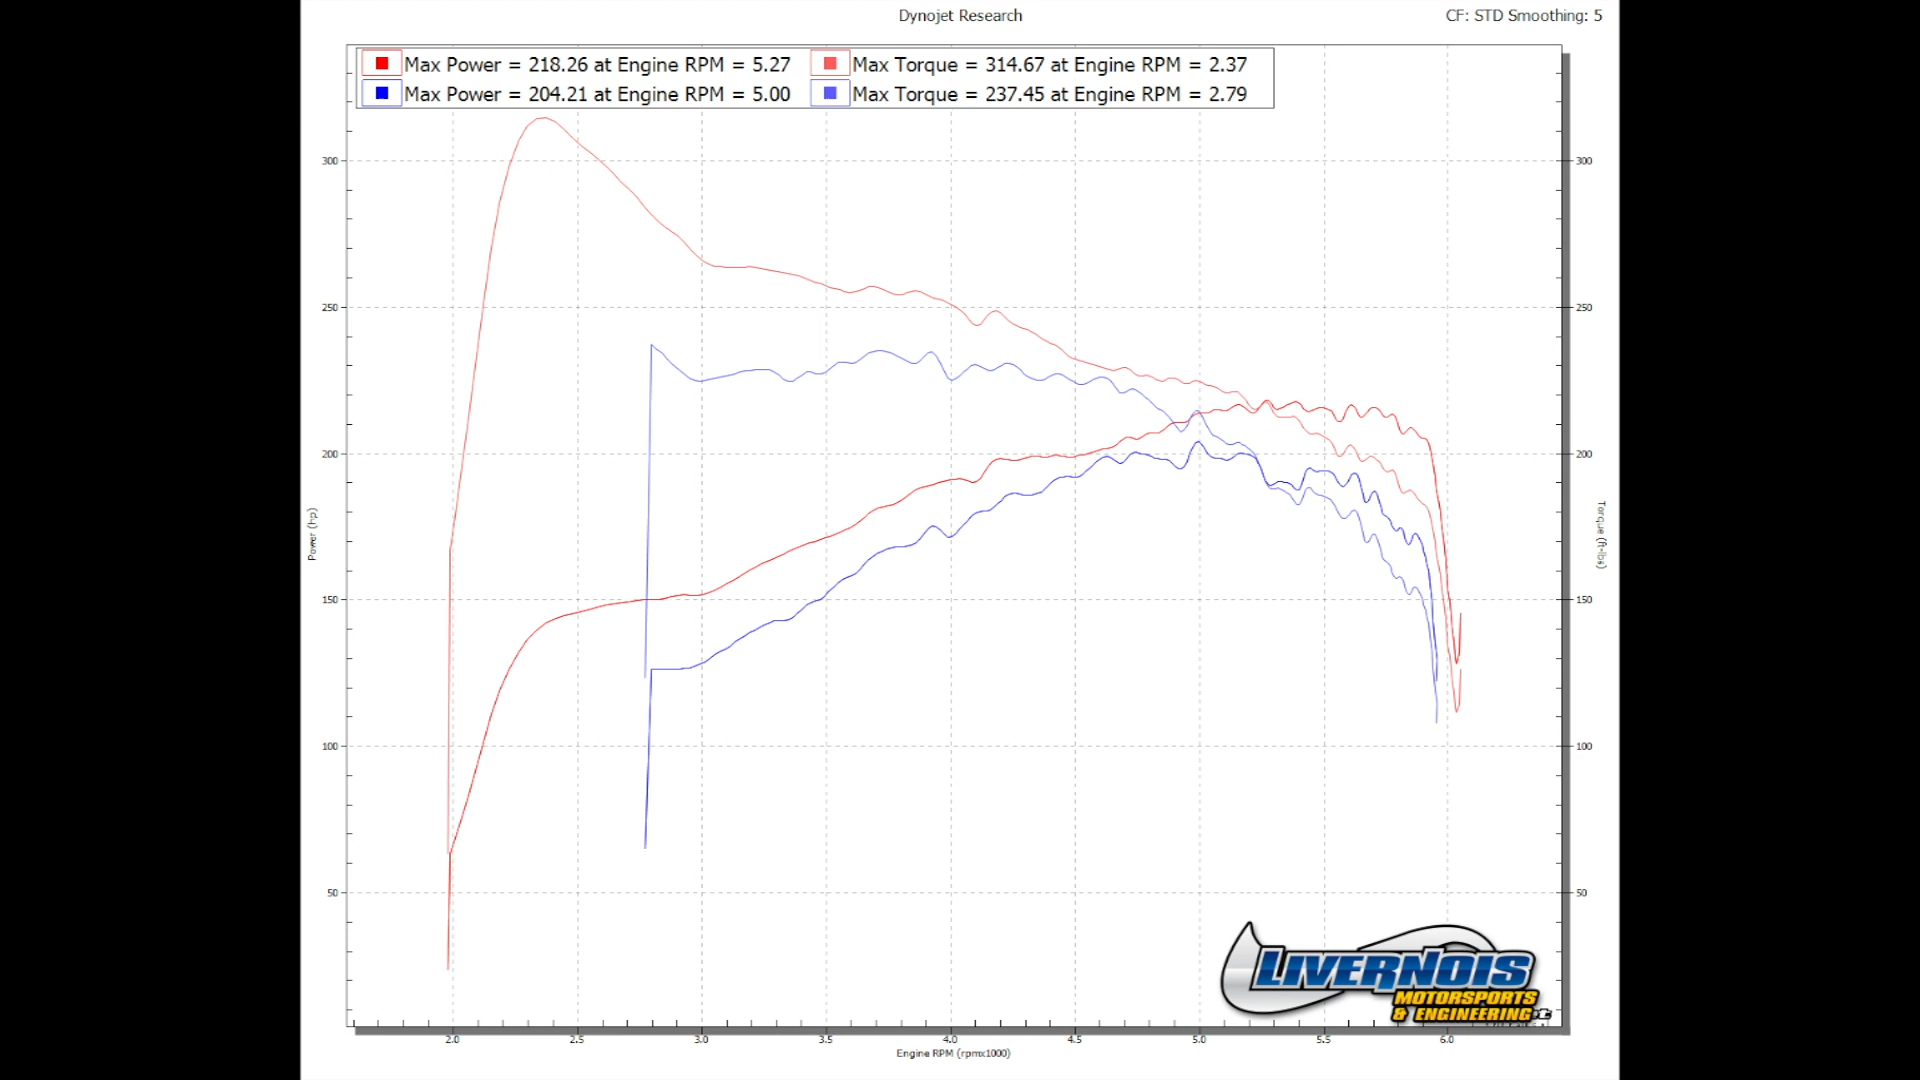 Dynojet Research
CF: STD Smoothing: 5
Max Power = 218.26 at Engine RPM = 5.27
Max Torque = 314.67 at Engine RPM = 2.37
Max Power = 204.21 at Engine RPM = 5.00
Max Torque = 237.45 at Engine RPM = 2.79
300
300
250
250
200
200
Power (hp)
Torque (ft-lbs)
150
150
100
100
50
50
LIVERNOIS
MOTORSPORTS
& ENGINEERING
2.0
2.5
3.0
3.5
4.0
4.5
5.0
5.5
6.0
Engine RPM (rpmx1000)